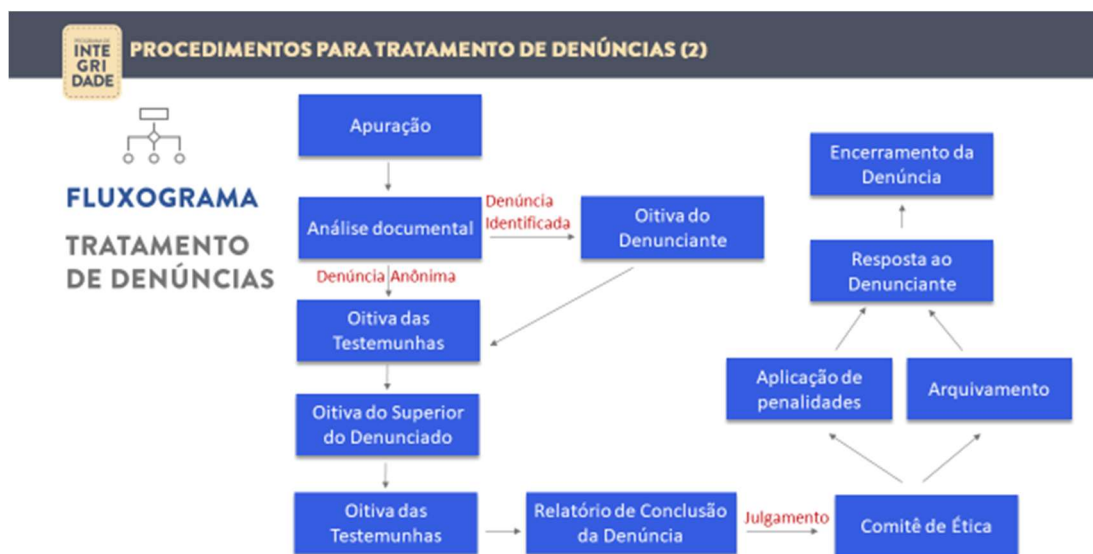 PROGRAMA DE
INTE
GRI
DADE
PROCEDIMENTOS PARA TRATAMENTO DE DENÚNCIAS (2)
FLUXOGRAMA
TRATAMENTO
DE DENÚNCIAS
Apuração
Análise documental
Denúncia
Identificada
Oitiva do
Denunciante
Denúncia Anônima
Oitiva das
Testemunhas
Oitiva do Superior
do Denunciado
Oitiva das
Testemunhas
Relatório de Conclusão
da Denúncia
Julgamento
Comitê de Ética
Aplicação de
penalidades
Arquivamento
Resposta ao
Denunciante
Encerramento da
Denúncia